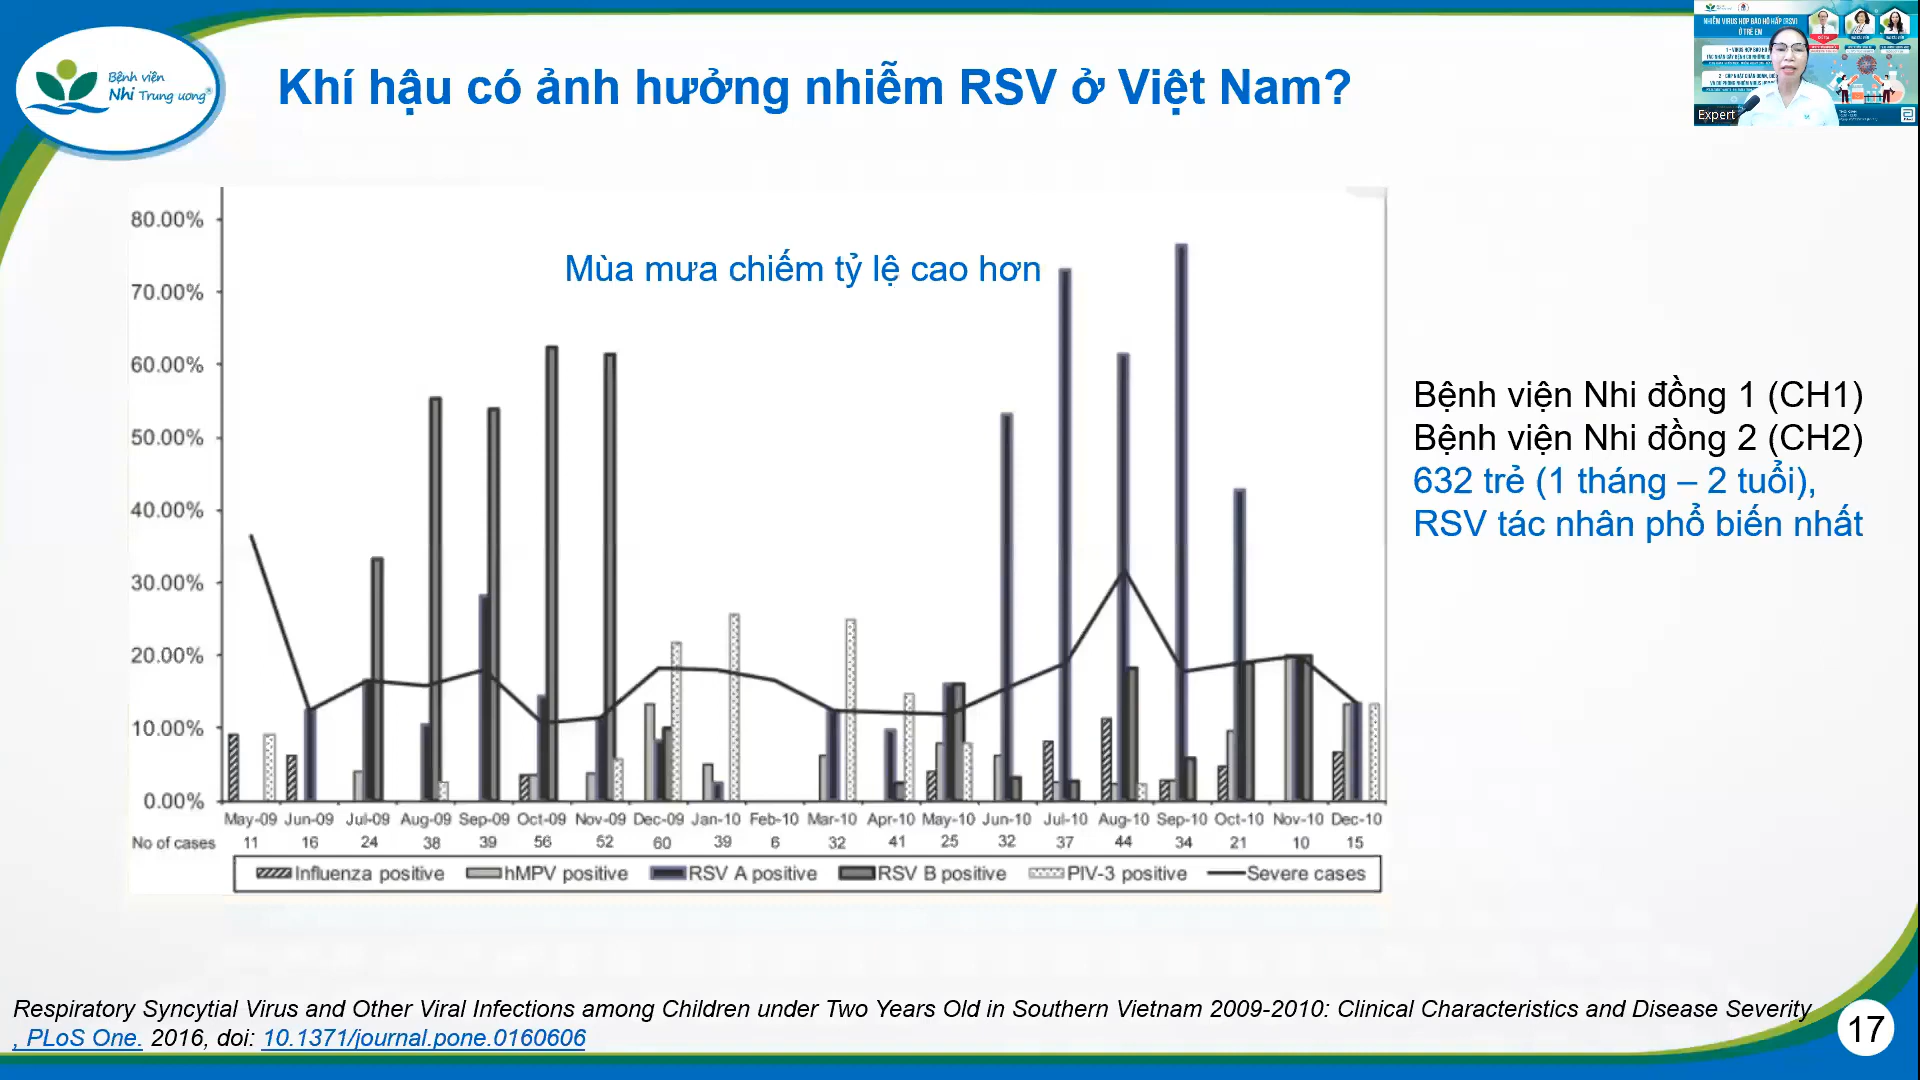 Bệnh viện
Nhi Trung ương
Khí hậu có ảnh hưởng nhiễm RSV ở Việt Nam?
NHIỄM VIRUS HỢP BÀO HÔ HẤP (RSV)
Ở TRẺ EM
Expert
80.00%
70.00%
60.00%
50.00%
40.00%
30.00%
20.00%
10.00%
0.00%
Mùa mưa chiếm tỷ lệ cao hơn
May-09 Jun-09 Jul-09 Aug-09 Sep-09 Oct-09 Nov-09 Dec-09 Jan-10 Feb-10 Mar-10 Apr-10 May-10 Jun-10 Jul-10 Aug-10 Sep-10 Oct-10 Nov-10 Dec-10
No of cases 11 16 24 38 39 56 52 60 39 6 32 41 25 32 37 44 34 21 10 15
Influenza positive hMPV positive RSV A positive RSV B positive PIV-3 positive Severe cases
Bệnh viện Nhi đồng 1 (CH1)
Bệnh viện Nhi đồng 2 (CH2)
632 trẻ (1 tháng – 2 tuổi),
RSV tác nhân phổ biến nhất
Respiratory Syncytial Virus and Other Viral Infections among Children under Two Years Old in Southern Vietnam 2009-2010: Clinical Characteristics and Disease Severity
, PLoS One. 2016, doi: 10.1371/journal.pone.0160606
17